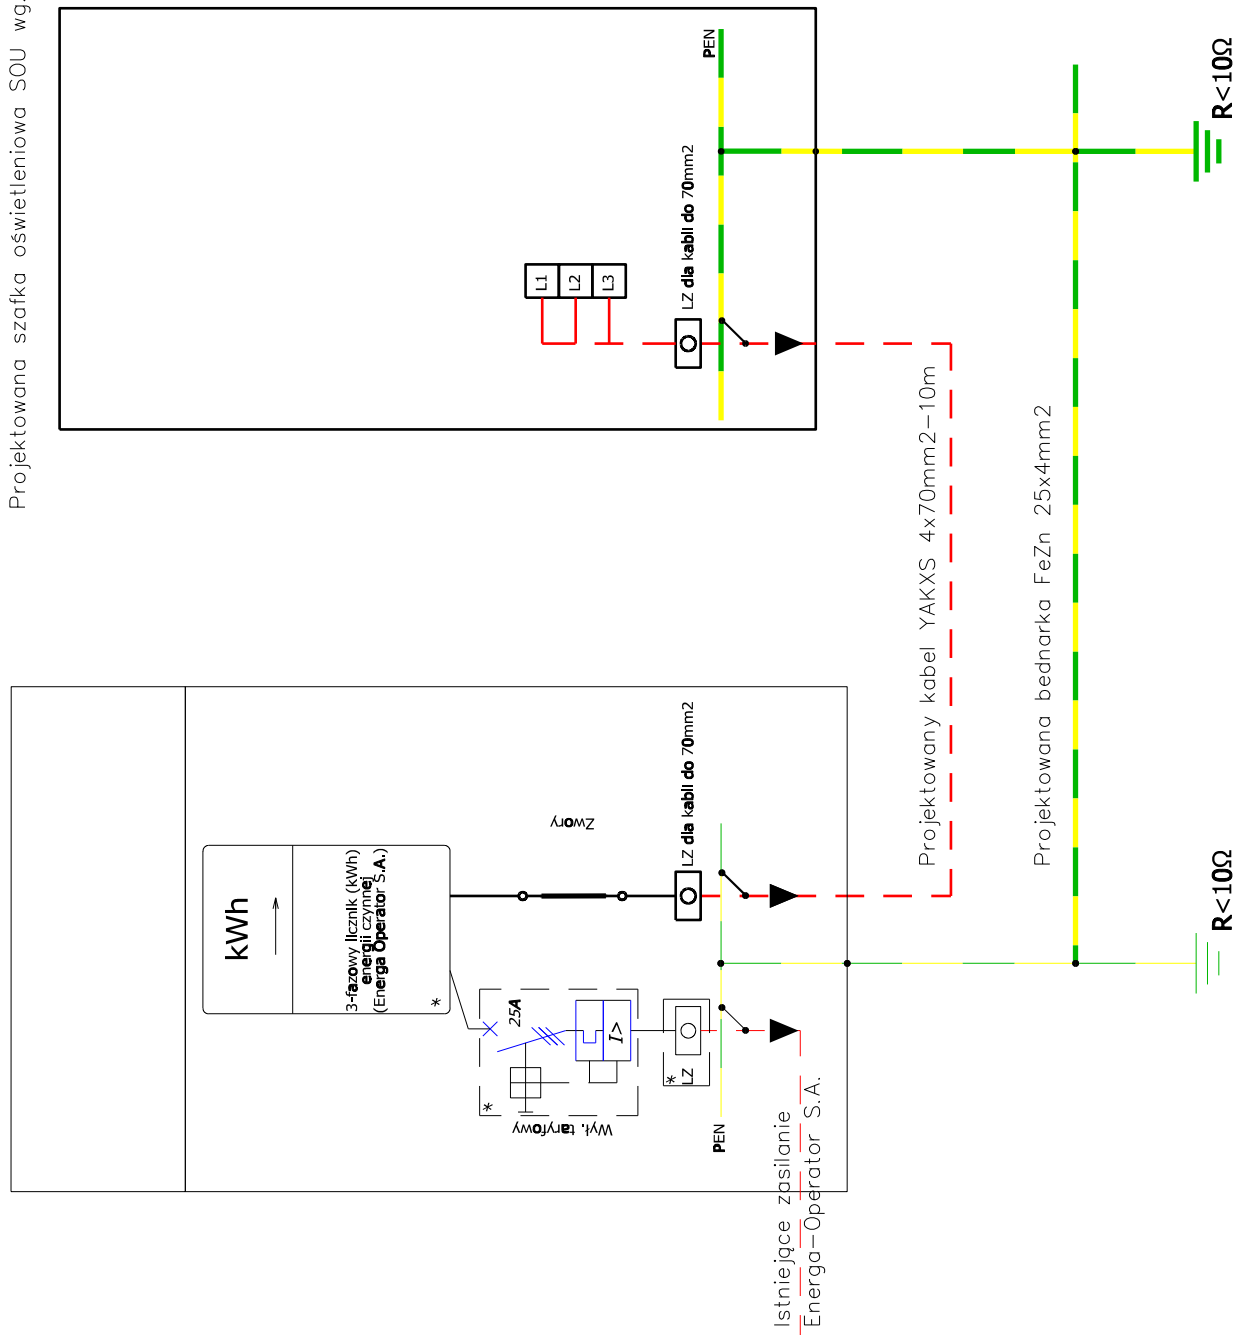 Projektowana szafka oświetleniowa SOU wg.
PEN
LZ dla kabli do 70mm2
L1
L2
L3
R<10Ω
Projektowany kabel YAKXS 4x70mm2-10m
Projektowana bednarka FeZn 25x4mm2
kWh
3-fazowy licznik (kWh)
energii czynnej
(Energa Operator S.A.)
*
Zwory
LZ dla kabli do 70mm2
25A
I>
*
Wył. taryfowy
*
LZ
PEN
R<10Ω
Istniejące zasilanie
Energa-Operator S.A.